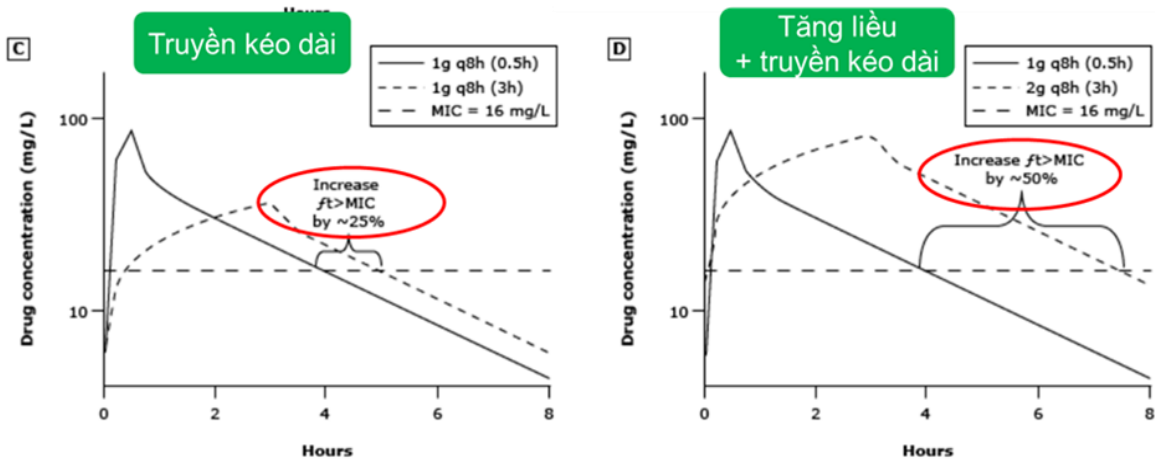 Hours
C
Truyền kéo dài
1g q8h (0.5h)
1g q8h (3h)
MIC = 16 mg/L
Drug concentration (mg/L)
100
10
Increase
ƒt>MIC
by ~25%
0
2
4
6
8
Hours
D
Tăng liều
+ truyền kéo dài
1g q8h (0.5h)
2g q8h (3h)
MIC = 16 mg/L
Drug concentration (mg/L)
100
10
Increase ƒt>MIC
by ~50%
0
2
4
6
8
Hours